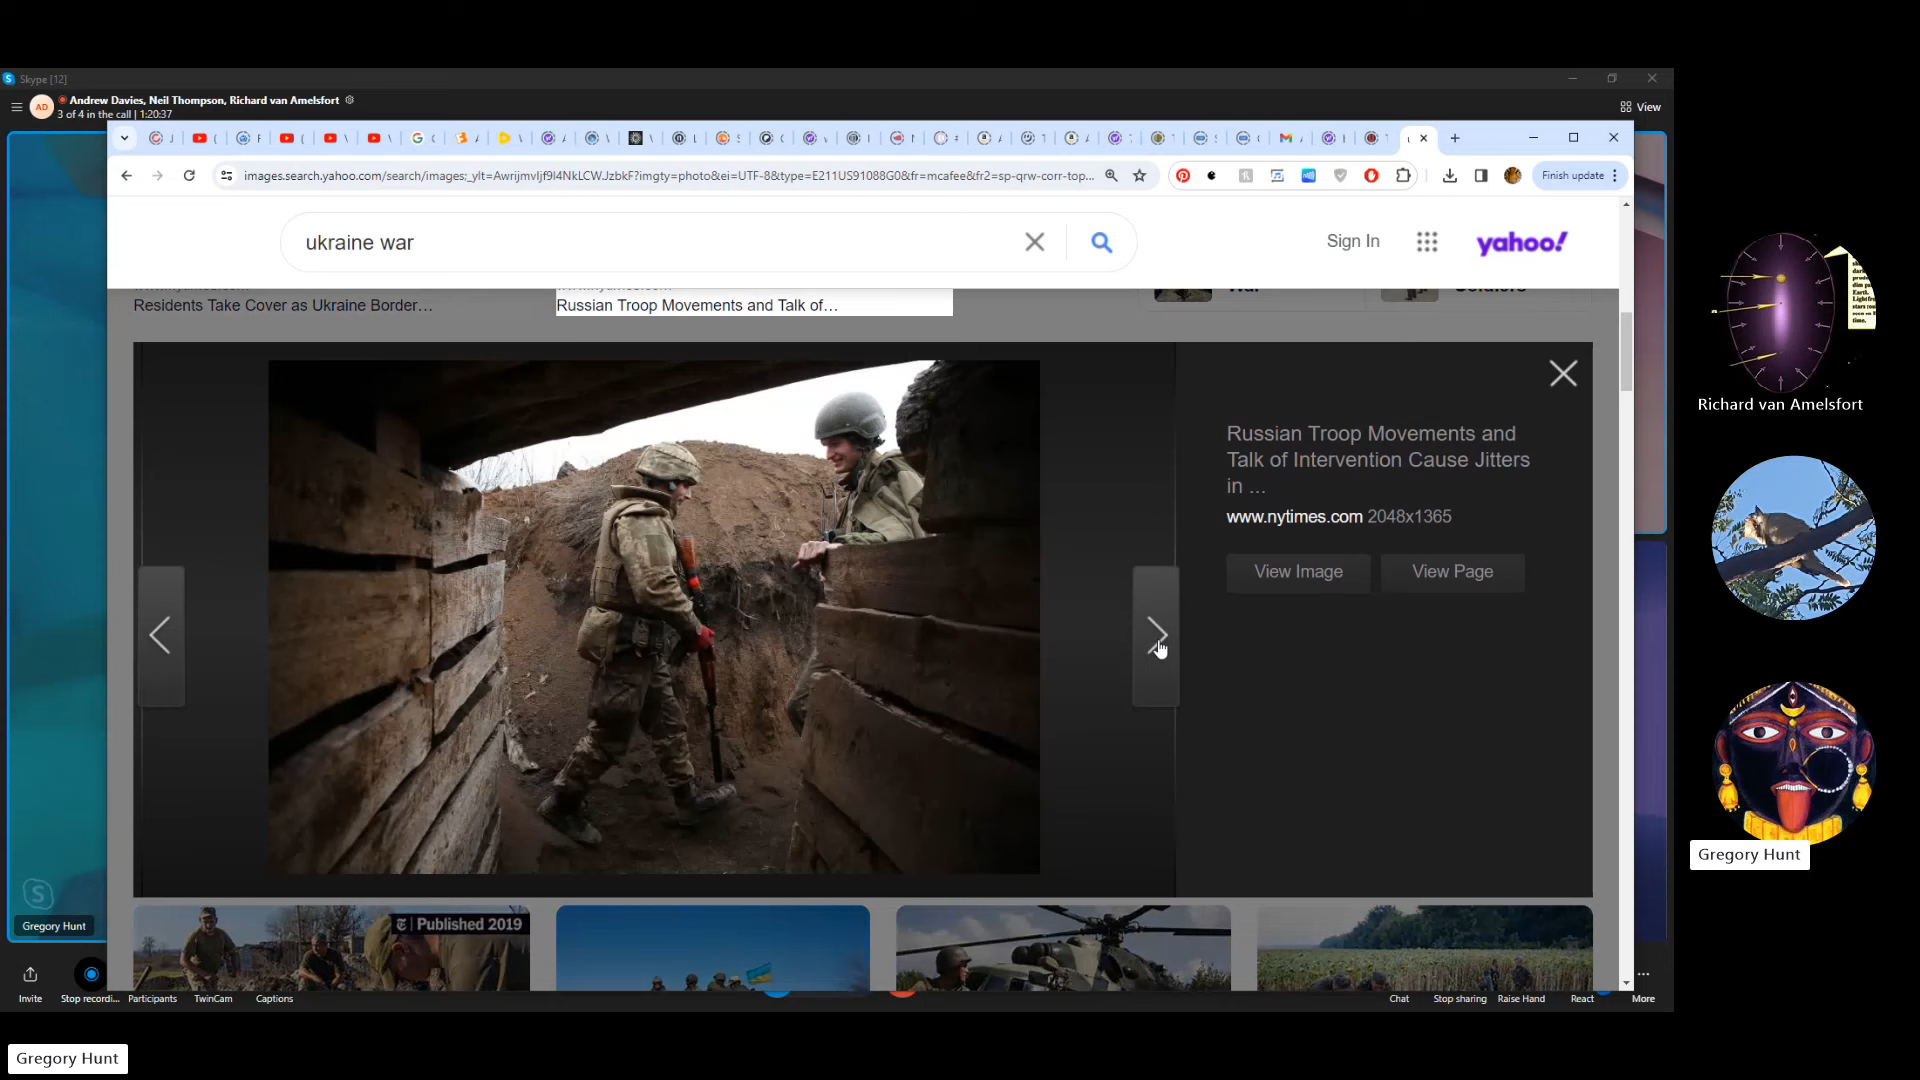 Skype [12]
AD
Andrew Davies, Neil Thompson, Richard van Amelsfort
3 of 4 in the call | 1:20:37
View
images.search.yahoo.com/search/images;_ylt=AwrijmvIjf9l4NkLCW.JzbkF?imgty=photo&ei=UTF-8&type=E211US91088G0&fr=mcafee&fr2=sp-qrw-corr-top...
Finish update
ukraine war
Sign In
yahoo!
Residents Take Cover as Ukraine Border…
Russian Troop Movements and Talk of…
Russian Troop Movements and
Talk of Intervention Cause Jitters
in ...
www.nytimes.com 2048x1365
View Image
View Page
Published 2019
Gregory Hunt
Invite
Stop recordi...
Participants
TwinCam
Captions
Chat
Stop sharing
Raise Hand
React
More
Richard van Amelsfort
Gregory Hunt
Gregory Hunt